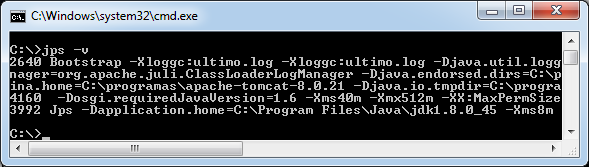 C:\Windows\system32\cmd.exe
C:\>jps -v
2640 Bootstrap -Xloggc:ultimo.log -Xloggc:ultimo.log -Djava.util.logg
nager=org.apache.juli.ClassLoaderLogManager -Djava.endorsed.dirs=C:\p
ina.home=C:\programas\apache-tomcat-8.0.21 -Djava.io.tmpdir=C:\progra
4160  -Dosgi.requiredJavaVersion=1.6 -Xms40m -Xmx512m -XX:MaxPermSize
3992 Jps -Dapplication.home=C:\Program Files\Java\jdk1.8.0_45 -Xms8m
C:\>